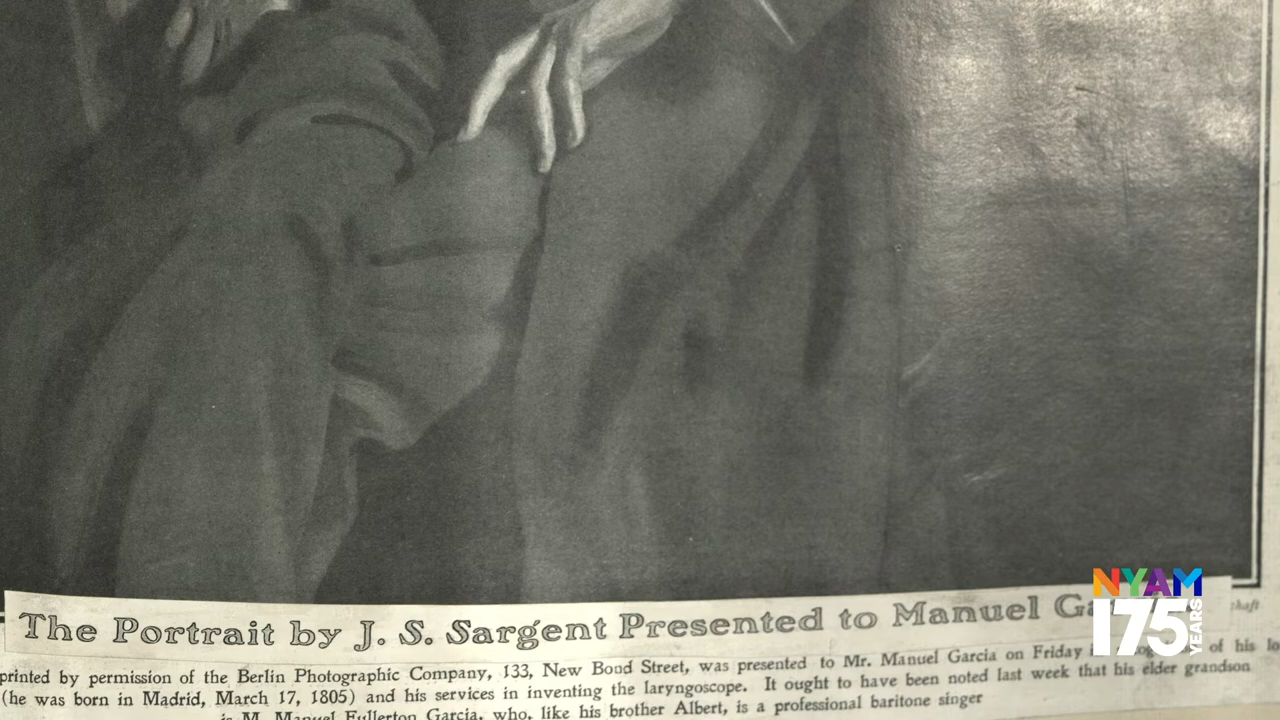 The Portrait by J. S. Sargent Presented to Manuel
printed by permission of the Berlin Photographic Company, 133, New Bond Street, was presented to Mr. Manuel Garcia on Friday of his
(he was born in Madrid, March 17, 1805) and his services in inventing the laryngoscope. It ought to have been noted last week that his elder grandson
is M. Manuel Fullerton Garcia, who, like his brother Albert, is a professional baritone singer
NYAM
175
YEARS